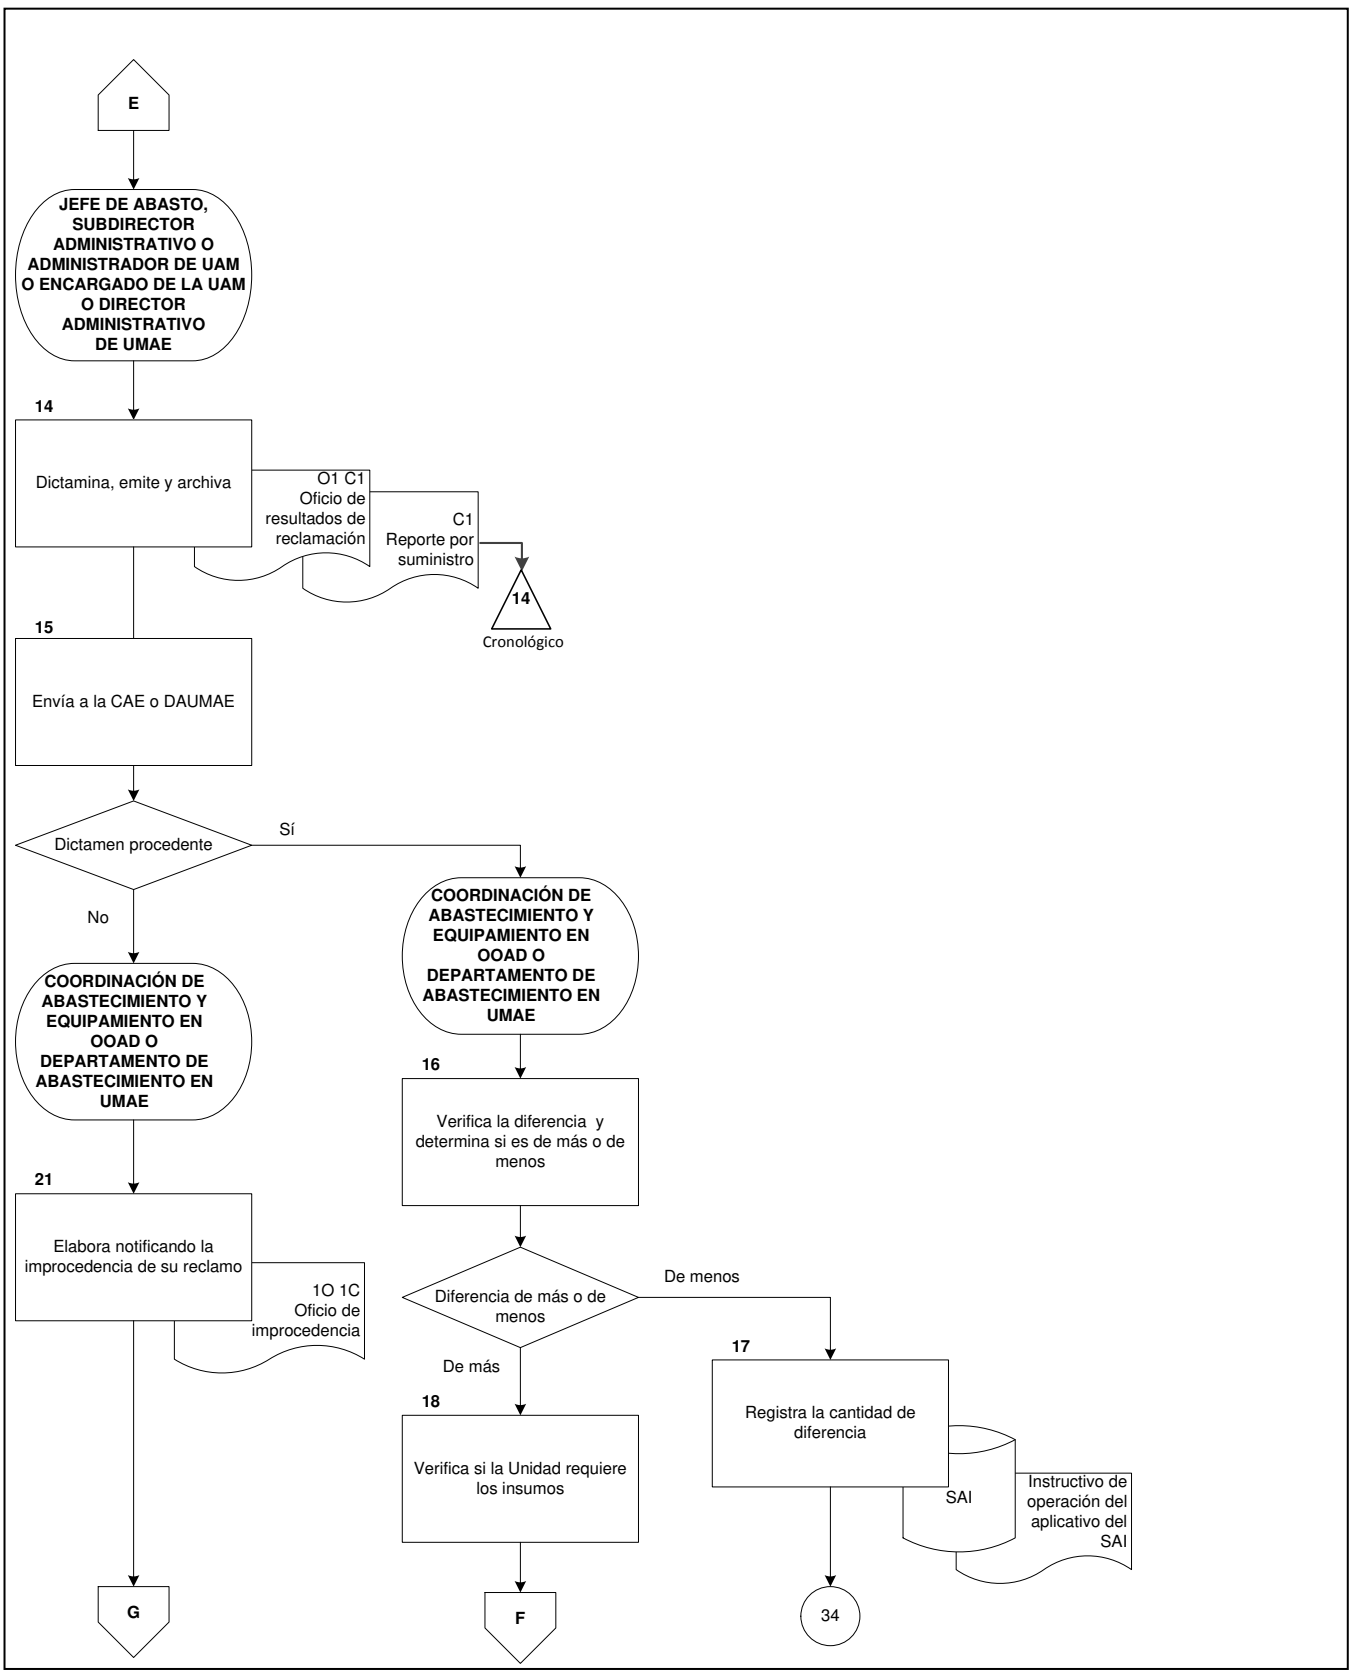 E
JEFE DE ABASTO,
SUBDIRECTOR
ADMINISTRATIVO O
ADMINISTRADOR DE UAM
O ENCARGADO DE LA UAM
O DIRECTOR
ADMINISTRATIVO
DE UMAE
14
Dictamina, emite y archiva
O1 C1
Oficio de
resultados de
reclamación
C1
Reporte por
suministro
14
Cronológico
15
Envía a la CAE o DAUMAE
Dictamen procedente
Sí
No
COORDINACIÓN DE
ABASTECIMIENTO Y
EQUIPAMIENTO EN
OOAD O
DEPARTAMENTO DE
ABASTECIMIENTO EN
UMAE
COORDINACIÓN DE
ABASTECIMIENTO Y
EQUIPAMIENTO EN
OOAD O
DEPARTAMENTO DE
ABASTECIMIENTO EN
UMAE
16
Verifica la diferencia y
determina si es de más o de
menos
21
Elabora notificando la
improcedencia de su reclamo
1O 1C
Oficio de
improcedencia
Diferencia de más o de
menos
De menos
De más
17
Registra la cantidad de
diferencia
SAI
Instructivo de
operación del
aplicativo del
SAI
18
Verifica si la Unidad requiere
los insumos
G
F
34